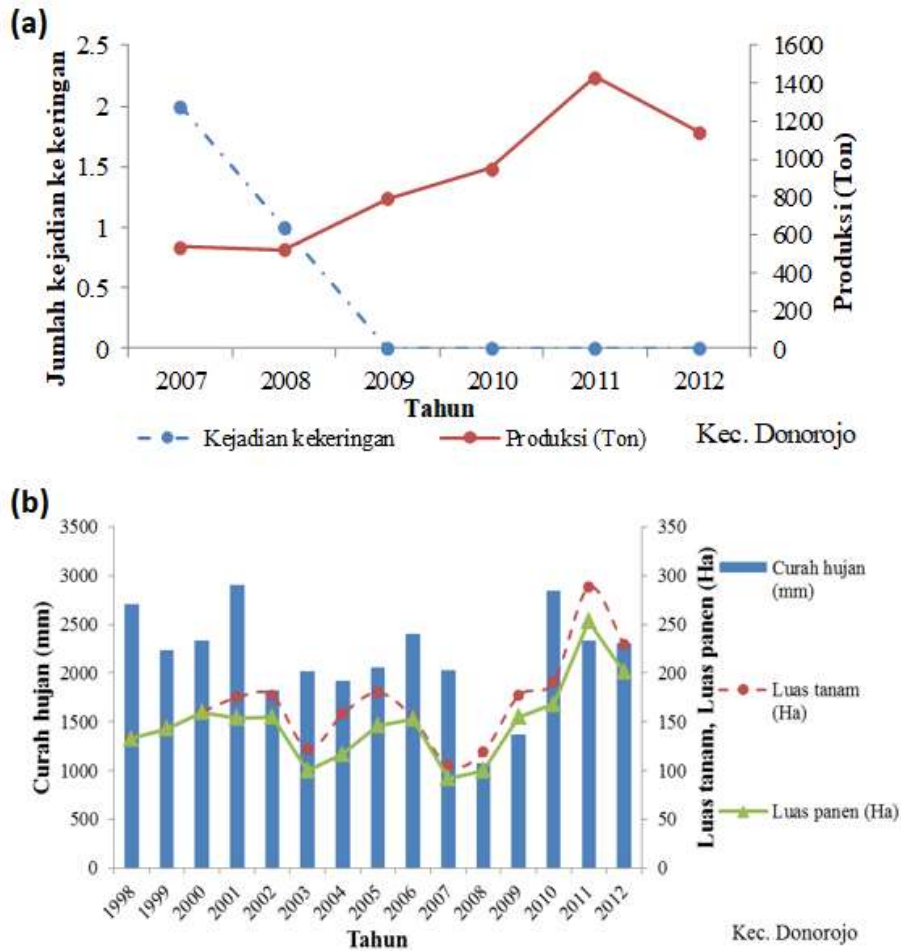 (a)
Jumlah kejadian kekeringan
2.5
2
1.5
1
0.5
0
1600
1400
1200
1000
800
600
400
200
0
Produksi (Ton)
2007 2008 2009 2010 2011 2012
Tahun
Kejadian kekeringan Produksi (Ton) Kec. Donorojo
(b)
Curah hujan (mm)
3500
3000
2500
2000
1500
1000
500
0
350
300
250
200
150
100
50
0
Luas tanam, Luas panen (Ha)
1998 1999 2000 2001 2002 2003 2004 2005 2006 2007 2008 2009 2010 2011 2012
Tahun
Curah hujan
(mm)
Luas tanam
(Ha)
Luas panen (Ha)
Kec. Donorojo